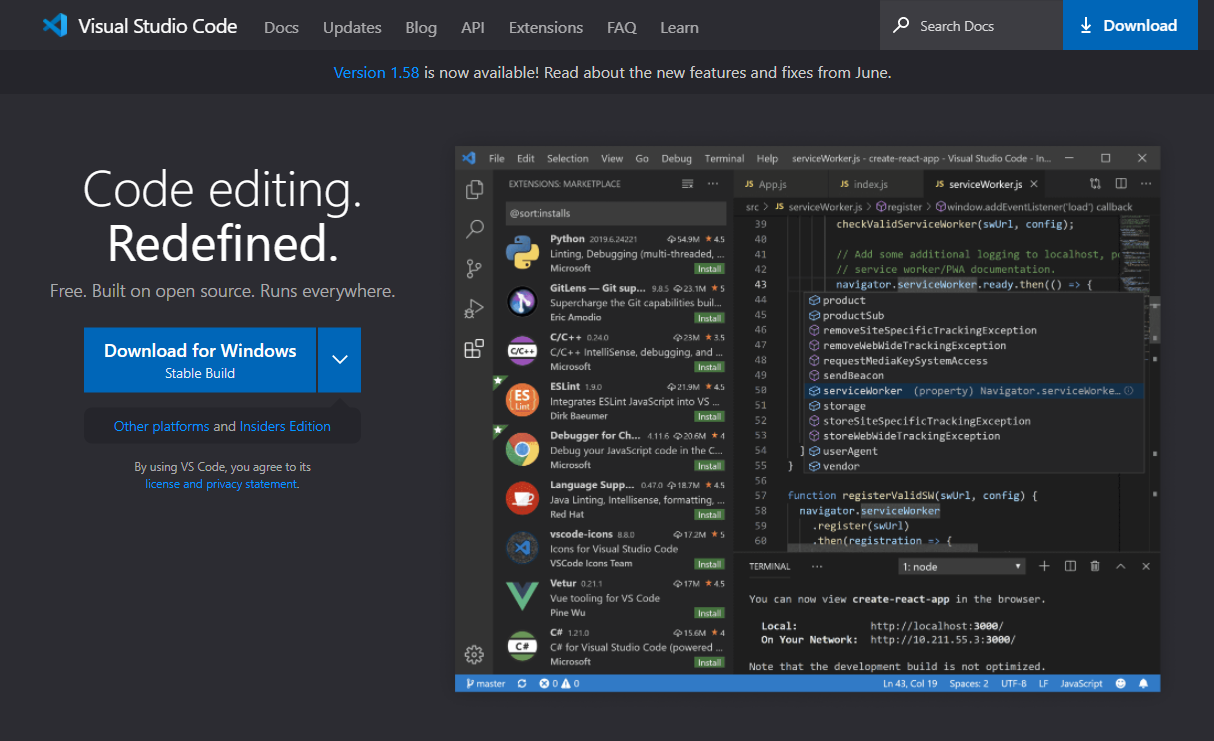 Visual Studio Code Docs Updates Blog API Extensions FAQ Learn Search Docs Download
Version 1.58 is now available! Read about the new features and fixes from June.
Code editing.
Redefined.
Free. Built on open source. Runs everywhere.
Download for Windows
Stable Build
Other platforms and Insiders Edition
By using VS Code, you agree to its
license and privacy statement.
File Edit Selection View Go Debug Terminal Help serviceWorker.js - create-react-app - Visual Studio Code - In...
EXTENSIONS: MARKETPLACE ...
@sort:installs
Python 2019.6.24221 54.9M ★ 4.5
Linting, Debugging (multi-threaded, ...
Microsoft Install
GitLens — Git sup... 9.8.5 23.1M ★ 5
Supercharge the Git capabilities buil...
Eric Amodio Install
C/C++
C/C++ 0.24.0 23M ★ 3.5
C/C++ IntelliSense, debugging, and ...
Microsoft Install
ES
Lint
ESLint 1.9.0 21.9M ★ 4.5
Integrates ESLint JavaScript into VS ...
Dirk Baeumer Install
Debugger for Ch... 4.11.6 20.6M ★ 4
Debug your JavaScript code in the C...
Microsoft Install
Language Supp... 0.47.0 18.7M ★ 4.5
Java Linting, Intellisense, formatting, ...
Red Hat Install
vscode-icons 8.8.0 17.2M ★ 5
Icons for Visual Studio Code
VSCode Icons Team Install
Vetur 0.21.1 17M ★ 4.5
Vue tooling for VS Code
Pine Wu Install
C#
C# 1.21.0 15.6M ★ 4
C# for Visual Studio Code (powered ...
Microsoft Install
JS App.js JS index.js JS serviceWorker.js ...
src > JS serviceWorker.js > register > window.addEventListener('load') callback
39 checkValidServiceWorker(swUrl, config);
40
41 // Add some additional logging to localhost, po
42 // service worker/PWA documentation.
43 navigator.serviceWorker.ready.then(() => {
44 product
45 productSub
46 removeSiteSpecificTrackingException
47 removeWebWideTrackingException
48 requestMediaKeySystemAccess
49 sendBeacon
50 serviceWorker (property) Navigator.serviceWorke...
51 storage
52 storeSiteSpecificTrackingException
53 storeWebWideTrackingException
54 } userAgent
55 } vendor
56
57 function registerValidSW(swUrl, config) {
58 navigator.serviceWorker
59 .register(swUrl)
60 .then(registration => {
TERMINAL ... 1: node
You can now view create-react-app in the browser.
Local: http://localhost:3000/
On Your Network: http://10.211.55.3:3000/
Note that the development build is not optimized.
master 0 0 Ln 43, Col 19 Spaces: 2 UTF-8 LF JavaScript